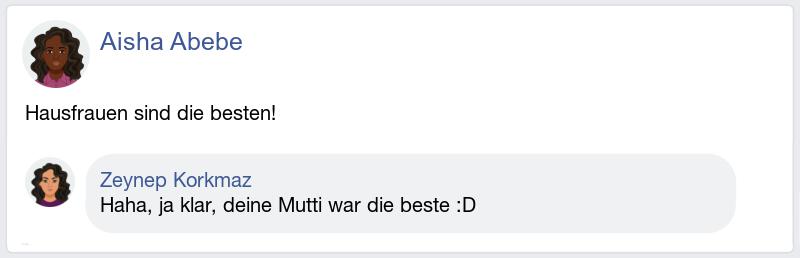 Aisha Abebe
Hausfrauen sind die besten!
Zeynep Korkmaz
Haha, ja klar, deine Mutti war die beste :D